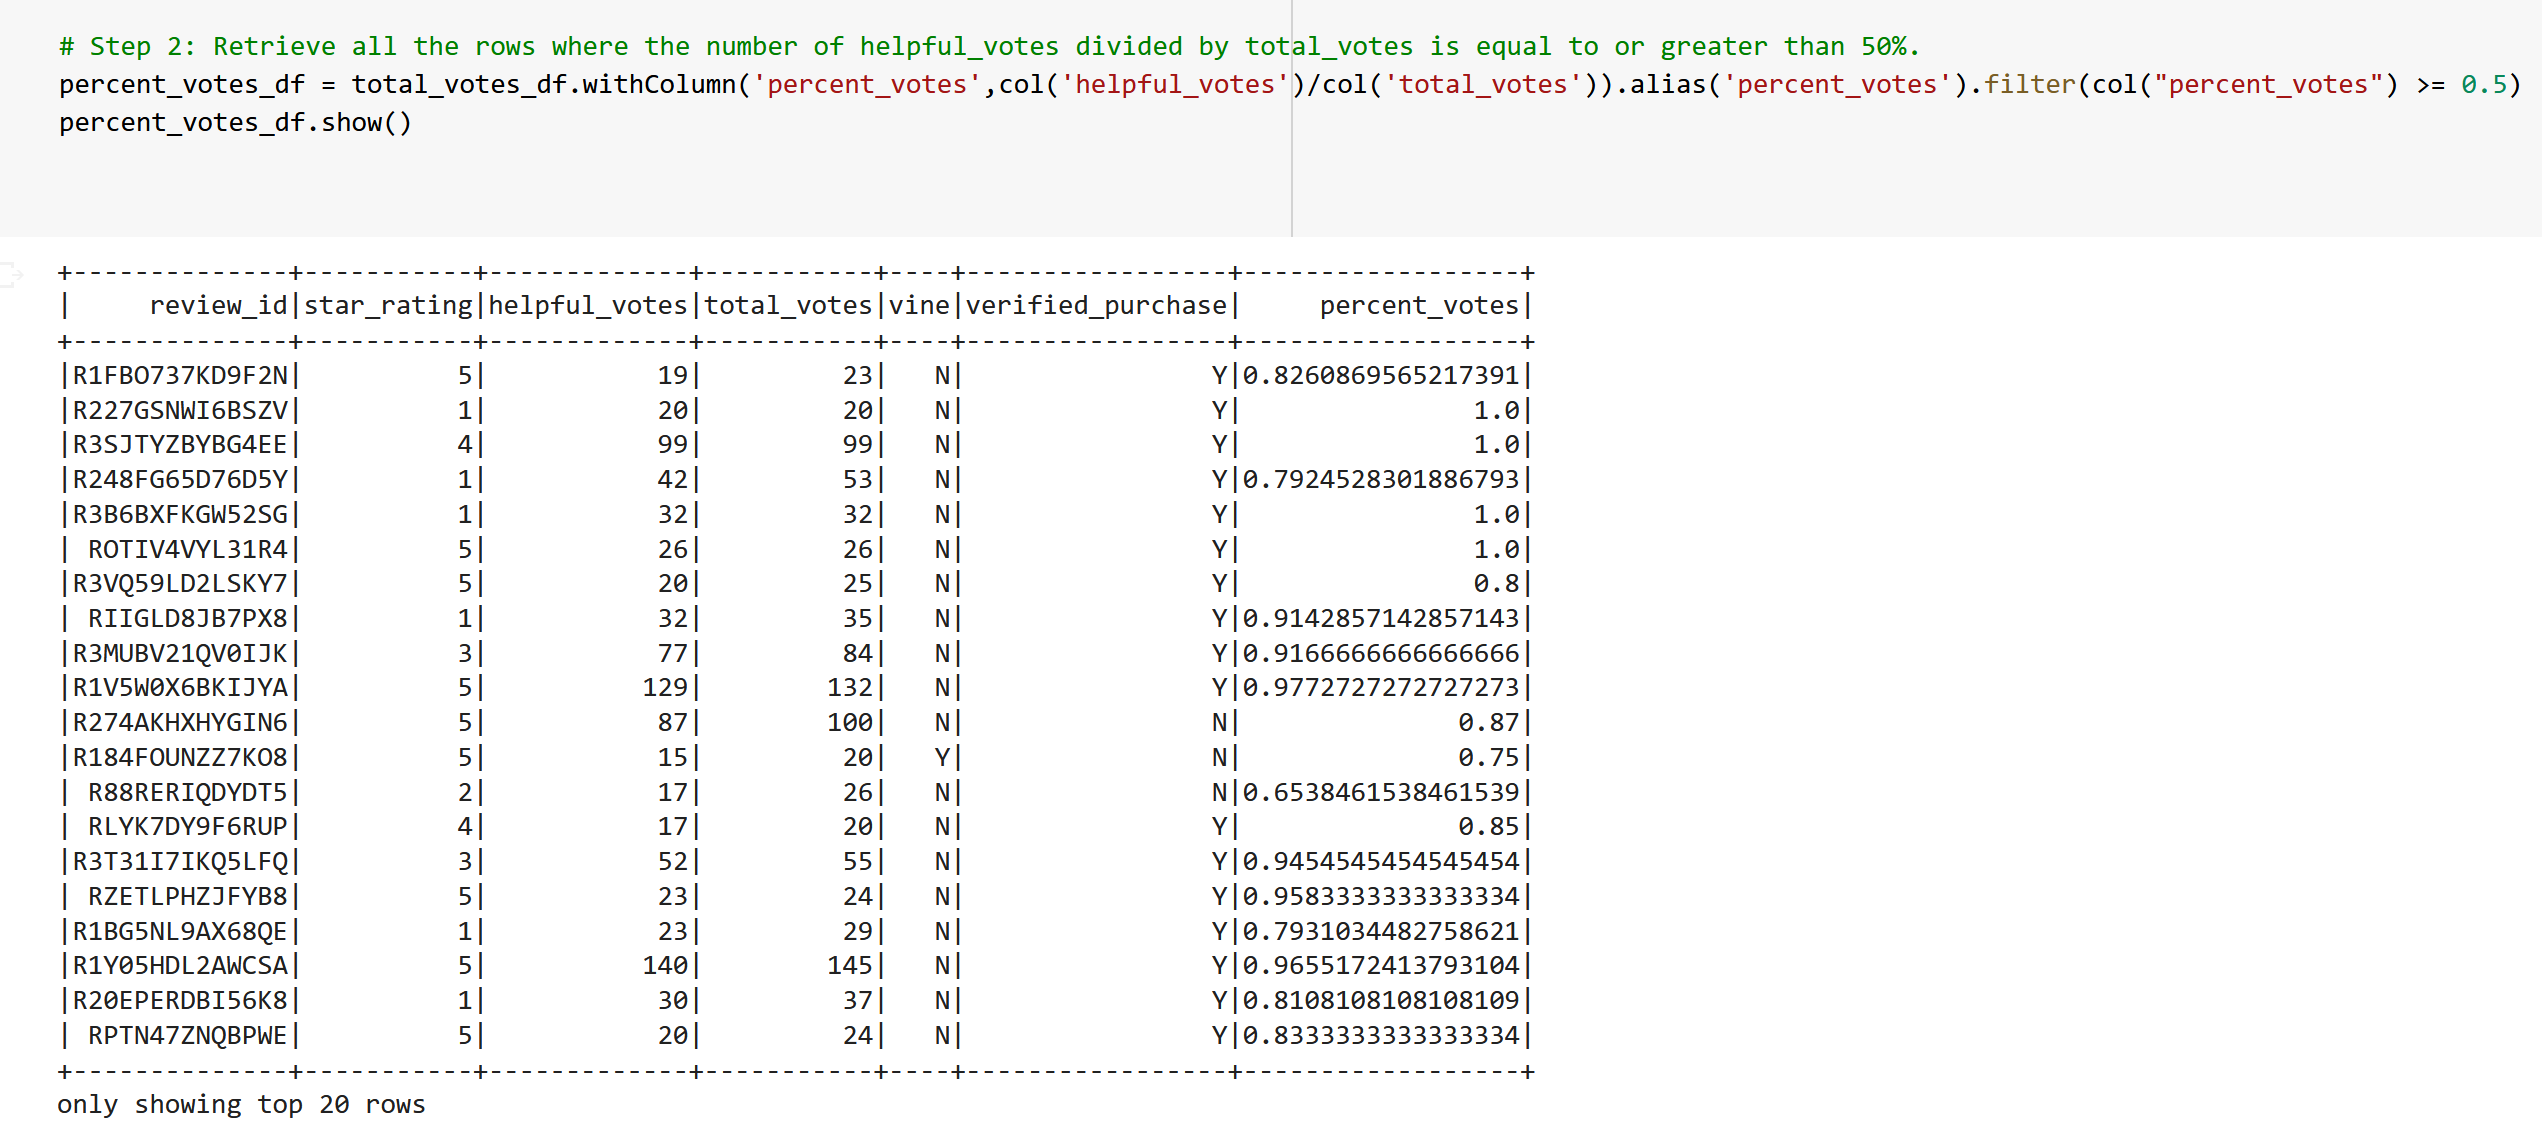 # Step 2: Retrieve all the rows where the number of helpful_votes divided by total_votes is equal to or greater than 50%.
percent_votes_df = total_votes_df.withColumn('percent_votes',col('helpful_votes')/col('total_votes')).alias('percent_votes').filter(col("percent_votes") >= 0.5)
percent_votes_df.show()
+--------------+-----------+-------------+-----------+----+-----------------+------------------+
|     review_id|star_rating|helpful_votes|total_votes|vine|verified_purchase|     percent_votes|
+--------------+-----------+-------------+-----------+----+-----------------+------------------+
|R1FBO737KD9F2N|          5|           19|         23|   N|                Y|0.8260869565217391|
|R227GSNWI6BSZV|          1|           20|         20|   N|                Y|               1.0|
|R3SJTYZBYBG4EE|          4|           99|         99|   N|                Y|               1.0|
|R248FG65D76D5Y|          1|           42|         53|   N|                Y|0.7924528301886793|
|R3B6BXFKGW52SG|          1|           32|         32|   N|                Y|               1.0|
| ROTIV4VYL31R4|          5|           26|         26|   N|                Y|               1.0|
|R3VQ59LD2LSKY7|          5|           20|         25|   N|                Y|               0.8|
| RIIGLD8JB7PX8|          1|           32|         35|   N|                Y|0.9142857142857143|
|R3MUBV21QV0IJK|          3|           77|         84|   N|                Y|0.9166666666666666|
|R1V5W0X6BKIJYA|          5|          129|        132|   N|                Y|0.9772727272727273|
|R274AKHXHYGIN6|          5|           87|        100|   N|                N|              0.87|
|R184FOUNZZ7KO8|          5|           15|         20|   Y|                N|              0.75|
| R88RERIQDYDT5|          2|           17|         26|   N|                N|0.6538461538461539|
| RLYK7DY9F6RUP|          4|           17|         20|   N|                Y|              0.85|
|R3T31I7IKQ5LFQ|          3|           52|         55|   N|                Y|0.9454545454545454|
| RZETLPHZJFYB8|          5|           23|         24|   N|                Y|0.9583333333333334|
|R1BG5NL9AX68QE|          1|           23|         29|   N|                Y|0.7931034482758621|
|R1Y05HDL2AWCSA|          5|          140|        145|   N|                Y|0.9655172413793104|
|R20EPERDBI56K8|          1|           30|         37|   N|                Y|0.8108108108108109|
| RPTN47ZNQBPWE|          5|           20|         24|   N|                Y|0.8333333333333334|
+--------------+-----------+-------------+-----------+----+-----------------+------------------+
only showing top 20 rows